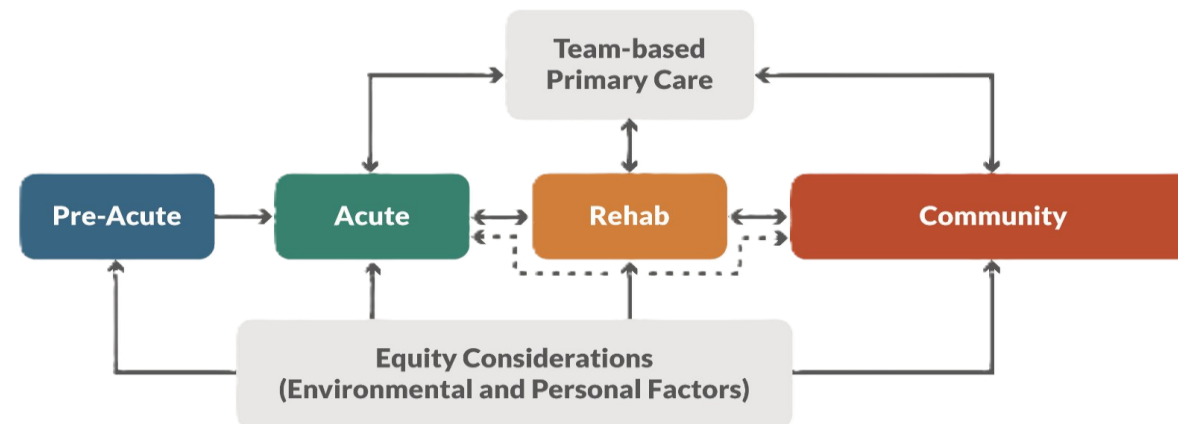 Team-based
Primary Care
Pre-Acute
Acute
Rehab
Community
Equity Considerations
(Environmental and Personal Factors)